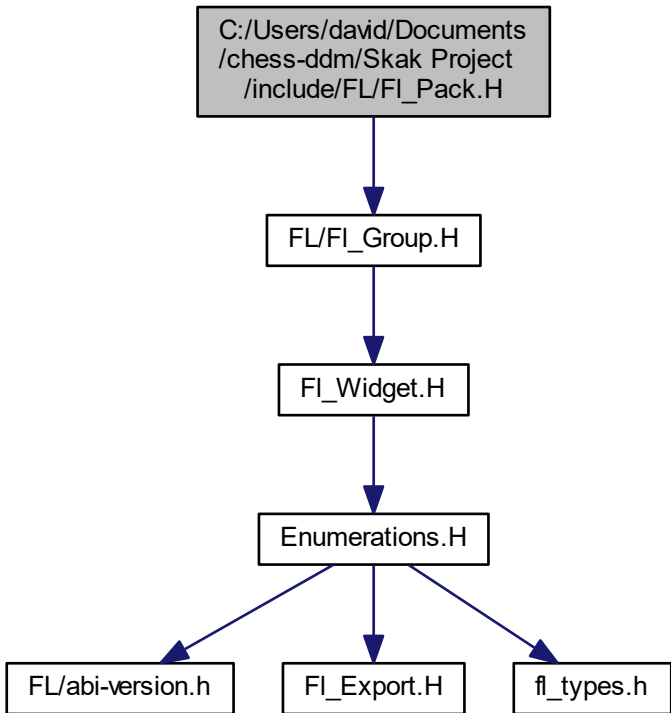 C:/Users/david/Documents
/chess-ddm/Skak Project
/include/FL/Fl_Pack.H
FL/Fl_Group.H
Fl_Widget.H
Enumerations.H
FL/abi-version.h
Fl_Export.H
fl_types.h